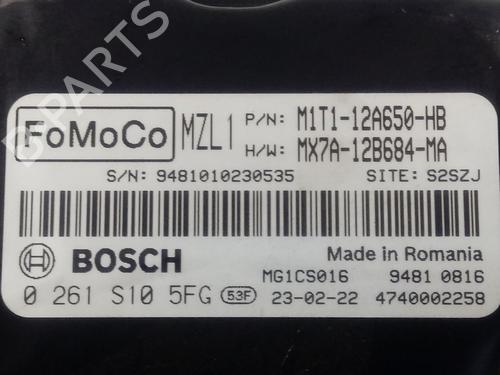 B-PARTS
FoMoCo MZL1 P/N: M1T1-12A650-HB
H/W: MX7A-12B684-MA
S/N: 9481010230535 SITE: S2SZJ
BOSCH Made in Romania
MG1CS016 9481 0816
0 261 S10 5FG 53F 23-02-22 4740002258